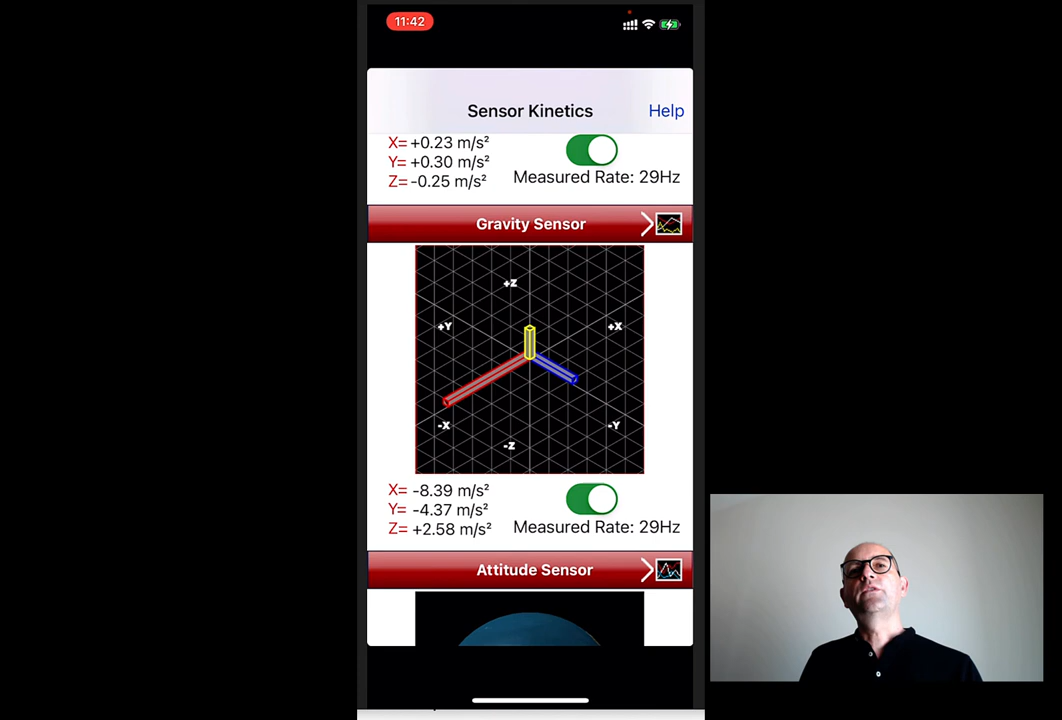 11:42
Sensor Kinetics
Help
X= +0.23 m/s²
Y= +0.30 m/s²
Z= -0.25 m/s²
Measured Rate: 29Hz
Gravity Sensor
+Z
+Y
+X
-X
-Y
-Z
X= -8.39 m/s²
Y= -4.37 m/s²
Z= +2.58 m/s²
Measured Rate: 29Hz
Attitude Sensor